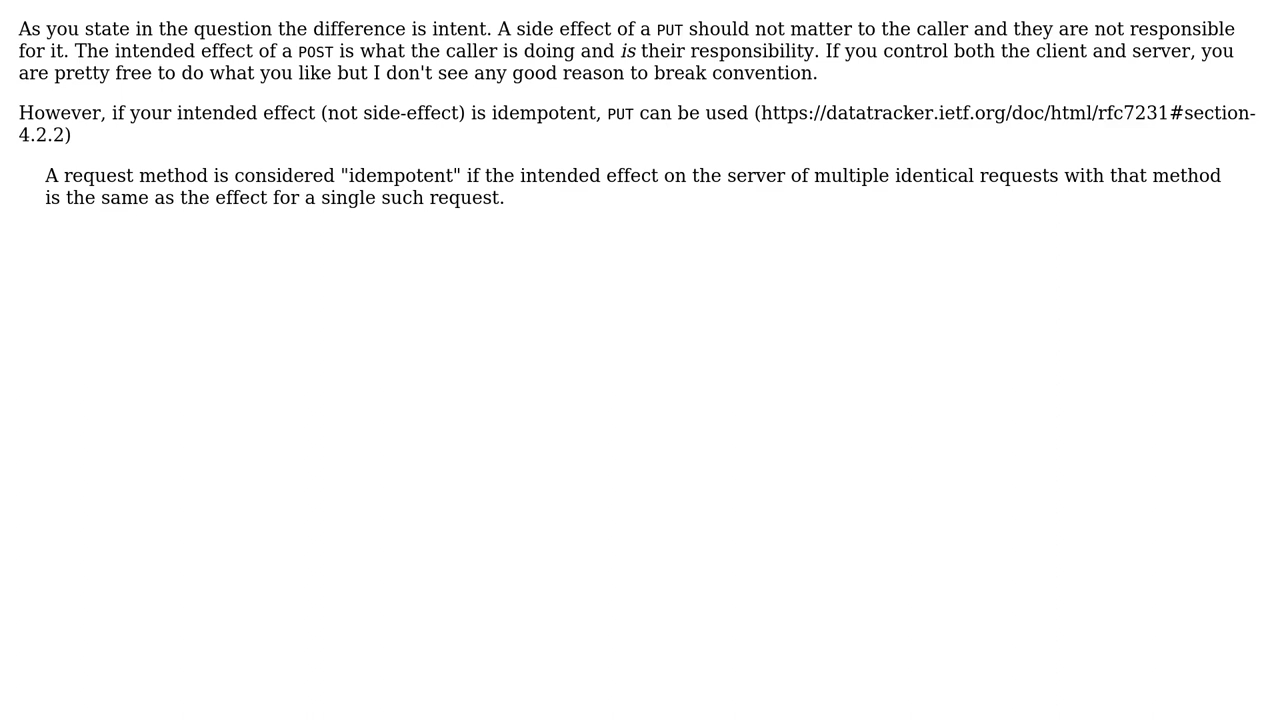 As you state in the question the difference is intent. A side effect of a PUT should not matter to the caller and they are not responsible
for it. The intended effect of a POST is what the caller is doing and is their responsibility. If you control both the client and server, you
are pretty free to do what you like but I don't see any good reason to break convention.
However, if your intended effect (not side-effect) is idempotent, PUT can be used (https://datatracker.ietf.org/doc/html/rfc7231#section-
4.2.2)
A request method is considered "idempotent" if the intended effect on the server of multiple identical requests with that method
is the same as the effect for a single such request.